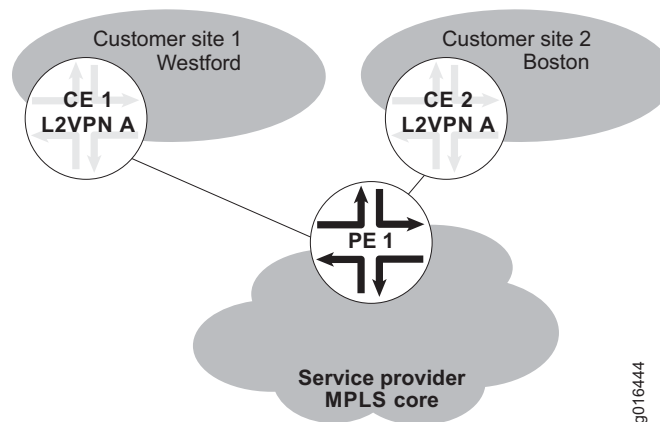 Customer site 1
Westford
Customer site 2
Boston
CE 1
L2VPN A
CE 2
L2VPN A
PE 1
Service provider
MPLS core
g016444